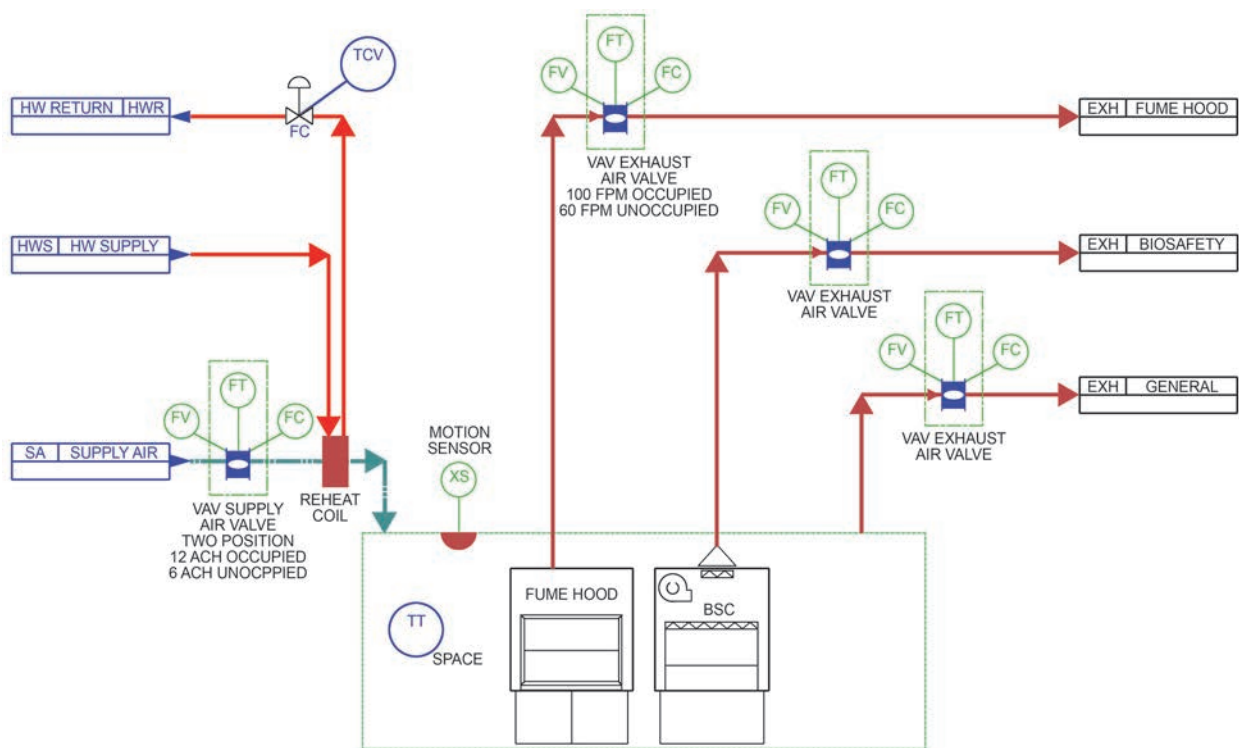 TCV
HW RETURN HWR
FC
HWS HW SUPPLY
FV FT FC
SA SUPPLY AIR
VAV SUPPLY
AIR VALVE
TWO POSITION
12 ACH OCCUPIED
6 ACH UNOCPPIED
REHEAT
COIL
MOTION
SENSOR
XS
FV FT FC
VAV EXHAUST
AIR VALVE
100 FPM OCCUPIED
60 FPM UNOCCUPIED
EXH FUME HOOD
FV FT FC
VAV EXHAUST
AIR VALVE
EXH BIOSAFETY
FV FT FC
VAV EXHAUST
AIR VALVE
EXH GENERAL
TT
SPACE
FUME HOOD
BSC